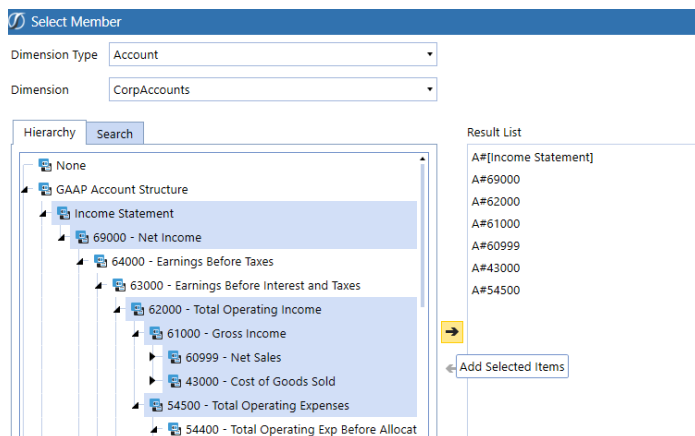 Select Member
Dimension Type Account
Dimension CorpAccounts
Hierarchy Search
None
GAAP Account Structure
Income Statement
69000 - Net Income
64000 - Earnings Before Taxes
63000 - Earnings Before Interest and Taxes
62000 - Total Operating Income
61000 - Gross Income
60999 - Net Sales
43000 - Cost of Goods Sold
54500 - Total Operating Expenses
54400 - Total Operating Exp Before Allocat
Result List
A#[Income Statement]
A#69000
A#62000
A#61000
A#60999
A#43000
A#54500
Add Selected Items